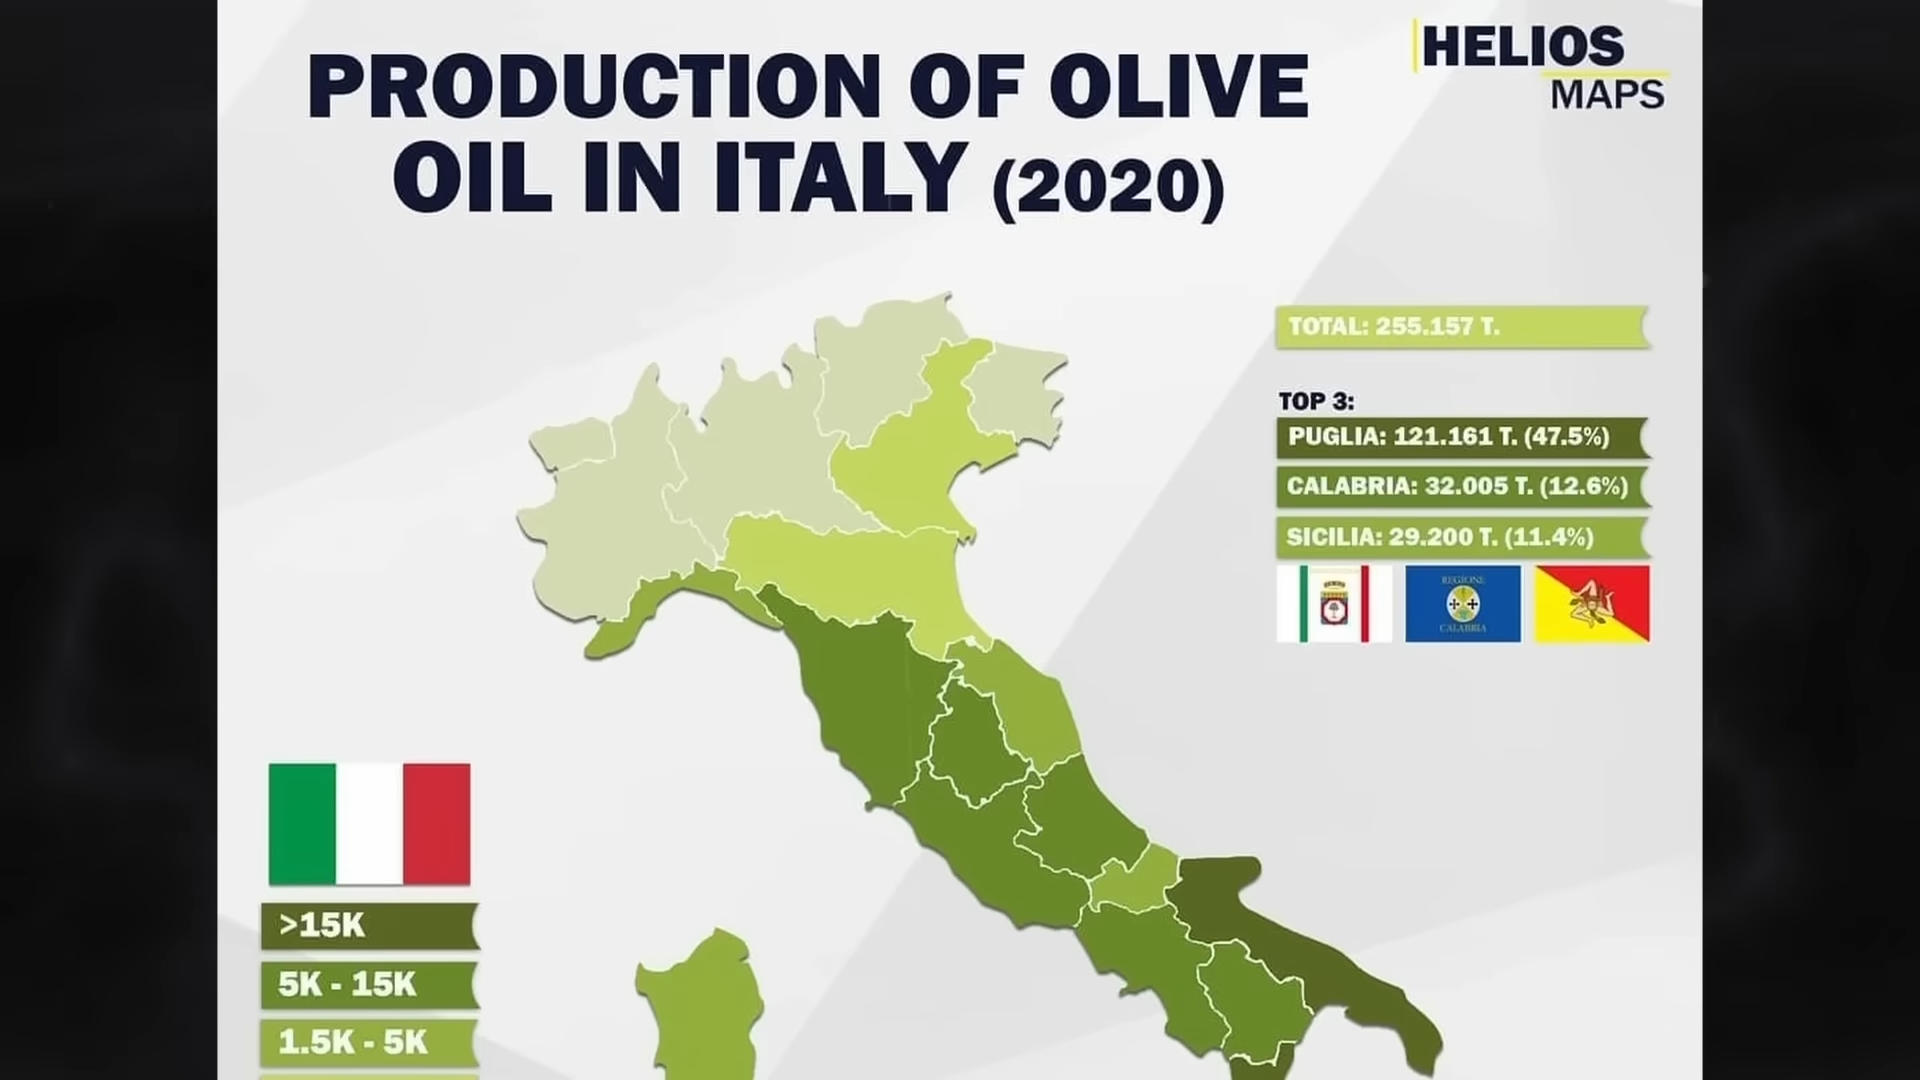 PRODUCTION OF OLIVE
OIL IN ITALY (2020)
HELIOS
MAPS
TOTAL: 255.157 T.
TOP 3:
PUGLIA: 121.161 T. (47.5%)
CALABRIA: 32.005 T. (12.6%)
SICILIA: 29.200 T. (11.4%)
REGIONE
CALABRIA
>15K
5K - 15K
1.5K - 5K